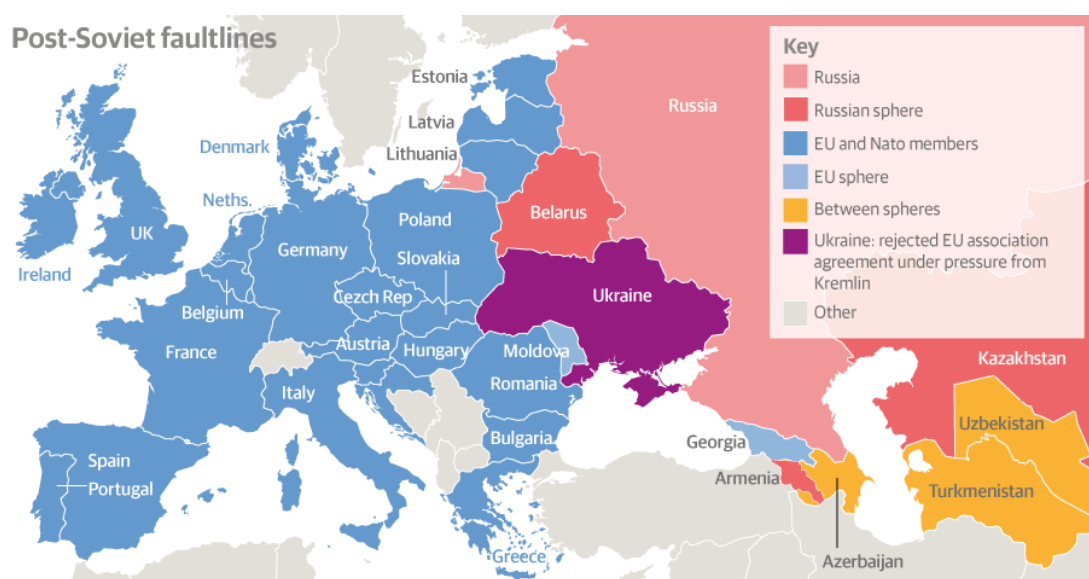 Post-Soviet faultlines
Key
Russia
Russian sphere
EU and Nato members
EU sphere
Between spheres
Ukraine: rejected EU association
agreement under pressure from
Kremlin
Other
Estonia
Russia
Latvia
Denmark
Lithuania
Neths.
Belarus
Poland
UK
Germany
Slovakia
Ireland
Ukraine
Cezch Rep
Belgium
Austria
France
Hungary
Moldova
Kazakhstan
Romania
Italy
Uzbekistan
Bulgaria
Georgia
Spain
Armenia
Portugal
Turkmenistan
Greece
Azerbaijan